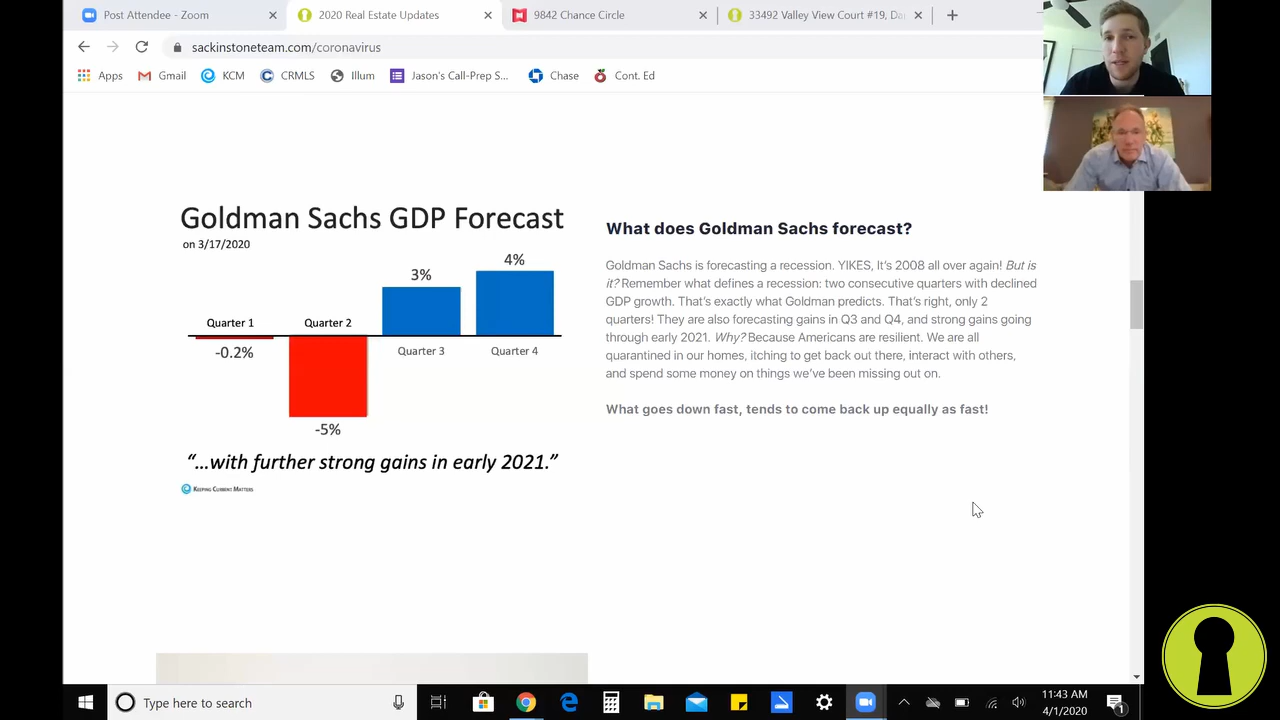 Post Attendee - Zoom
2020 Real Estate Updates
9842 Chance Circle
33492 Valley View Court #19, Da
sackinstoneteam.com/coronavirus
Apps
Gmail
KCM
CRMLS
Illum
Jason's Call-Prep S...
Chase
Cont. Ed
Goldman Sachs GDP Forecast
on 3/17/2020
4%
3%
Quarter 1
Quarter 2
-0.2%
Quarter 3
Quarter 4
-5%
“...with further strong gains in early 2021.”
KEEPING CURRENT MATTERS
What does Goldman Sachs forecast?
Goldman Sachs is forecasting a recession. YIKES, It's 2008 all over again! But is
it? Remember what defines a recession: two consecutive quarters with declined
GDP growth. That's exactly what Goldman predicts. That's right, only 2
quarters! They are also forecasting gains in Q3 and Q4, and strong gains going
through early 2021. Why? Because Americans are resilient. We are all
quarantined in our homes, itching to get back out there, interact with others,
and spend some money on things we've been missing out on.
What goes down fast, tends to come back up equally as fast!
Type here to search
11:43 AM
4/1/2020
1